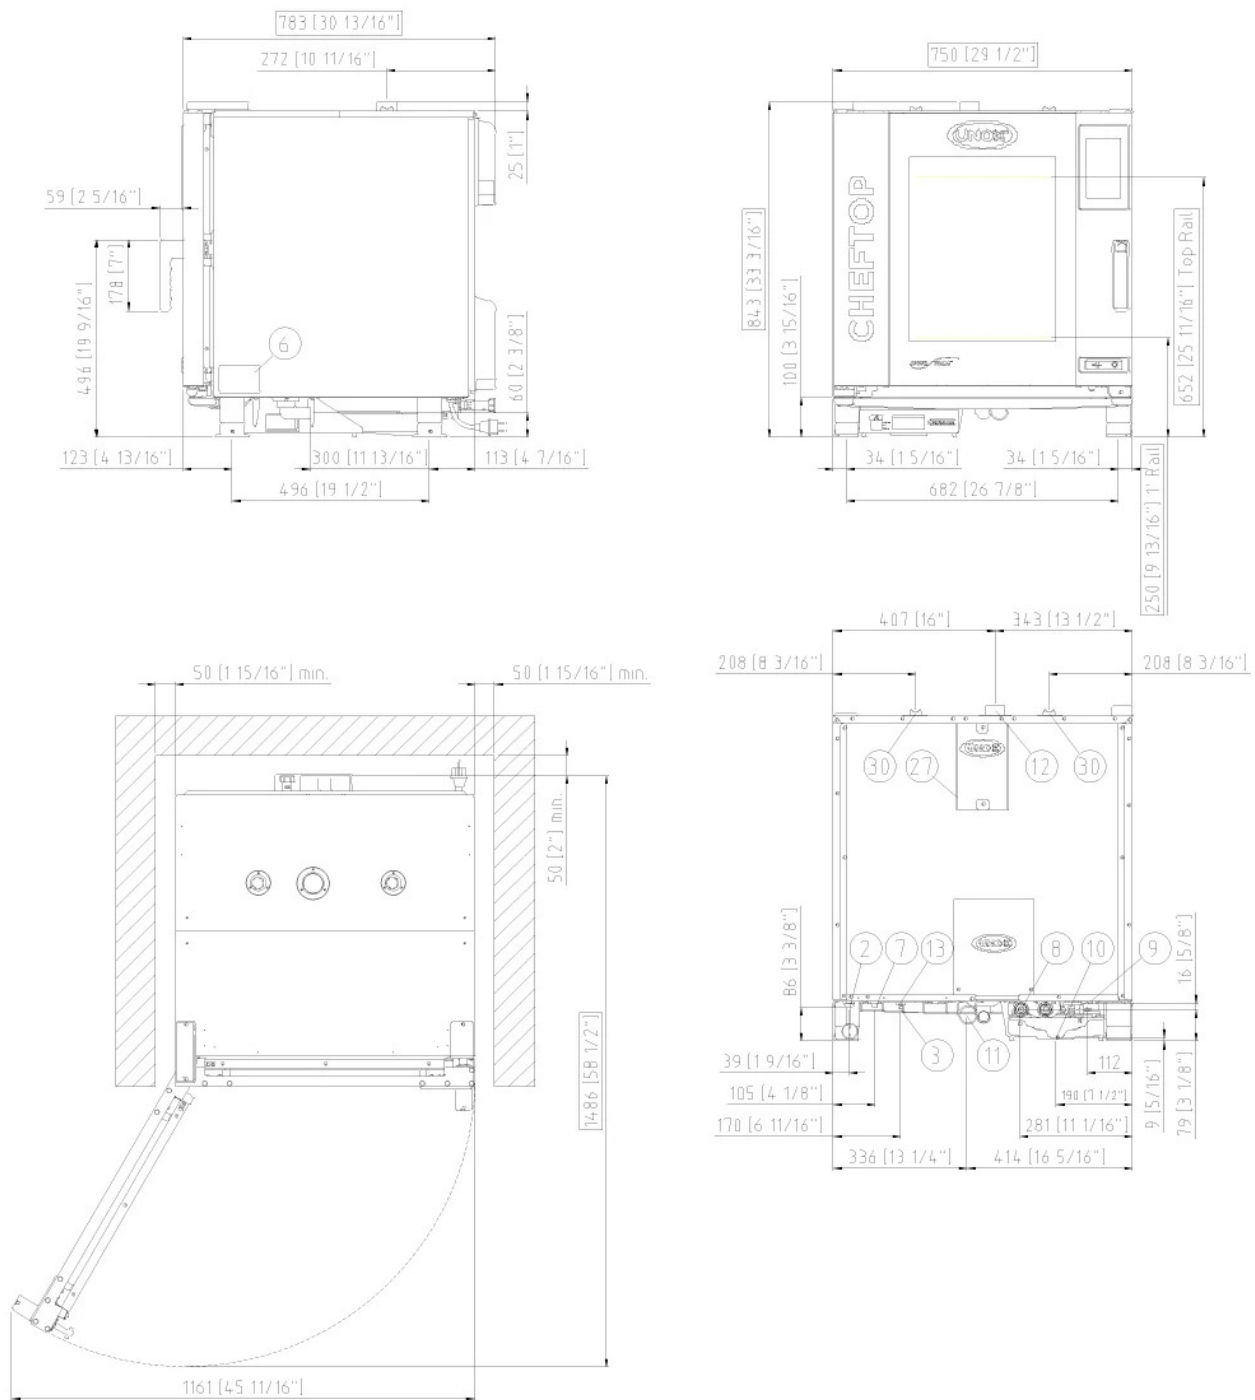 783 [30 13/16"]
272 [10 11/16"]
25 [1"]
59 [2 5/16"]
178 [7"]
496 [19 9/16"]
6
60 [2 3/8"]
123 [4 13/16"]
300 [11 13/16"]
113 [4 7/16"]
496 [19 1/2"]
750 [29 1/2"]
UNOX
CHEFTOP
843 [33 3/16"]
100 [3 15/16"]
652 [25 11/16"] Top Rail
34 [1 5/16"]
34 [1 5/16"]
682 [26 7/8"]
250 [9 13/16"] 1' Rail
50 [1 15/16"] min.
50 [1 15/16"] min.
50 [2"] min.
1486 [58 1/2"]
1161 [45 11/16"]
407 [16"]
343 [13 1/2"]
208 [8 3/16"]
208 [8 3/16"]
30
27
UNOX
12
30
UNOX
2
7
13
8
10
9
86 [3 3/8"]
16 [5/8"]
3
11
39 [1 9/16"]
112
105 [4 1/8"]
190 [7 1/2"]
170 [6 11/16"]
281 [11 1/16"]
9 [5/16"]
79 [3 1/8"]
336 [13 1/4"]
414 [16 5/16"]